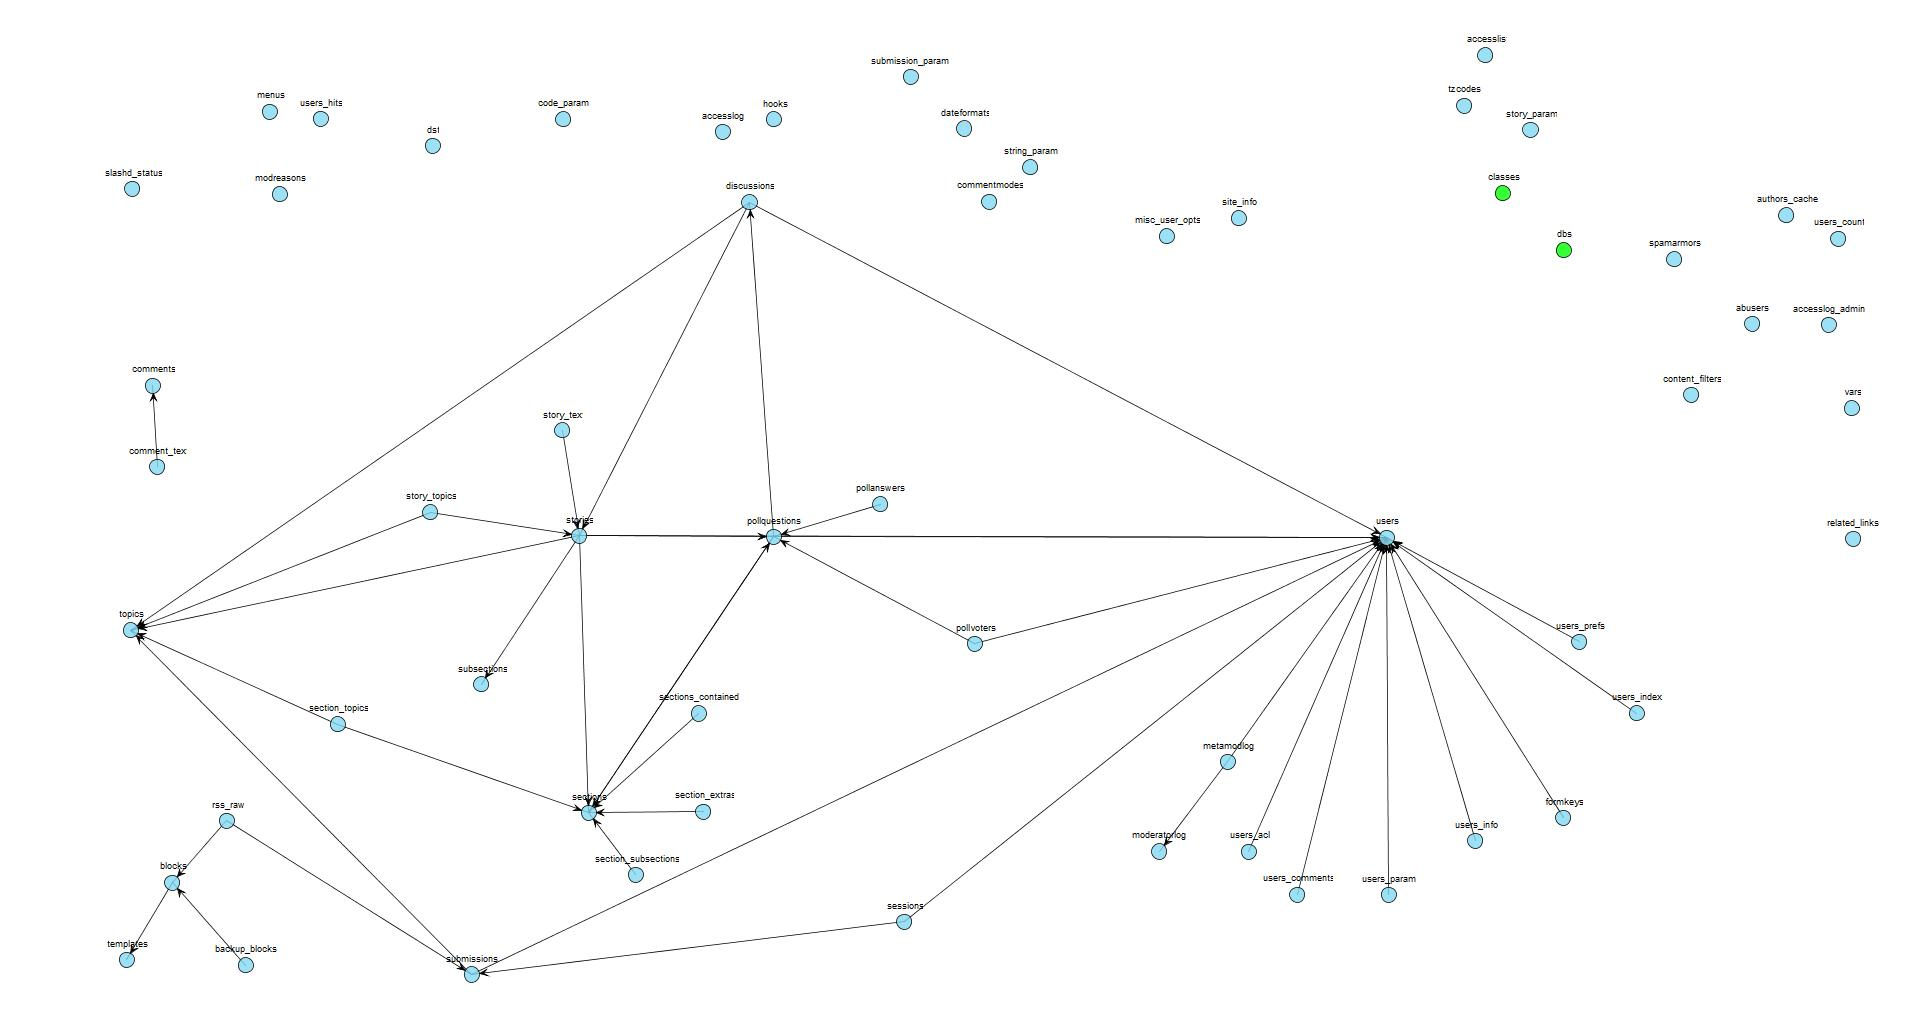 accesslis
submission_param
tzcodes
menus
users_hits
code_param
hooks
accesslog
dateformats
story_param
dst
string_param
slashd_status
modreasons
discussions
commentmodes
classes
authors_cache
site_info
misc_user_opts
users_count
dbs
spamarmors
abusers
accesslog_admin
comments
content_filters
vars
story_tex
comment_tex
story_topics
pollanswers
stories
pollquestions
users
related_links
topics
pollvoters
users_prefs
subsections
sections_contained
users_index
section_topics
metamodlog
rss_raw
sections
section_extras
formkeys
moderatorlog
users_acl
users_info
blocks
section_subsections
users_comments
users_param
sessions
templates
backup_blocks
submissions